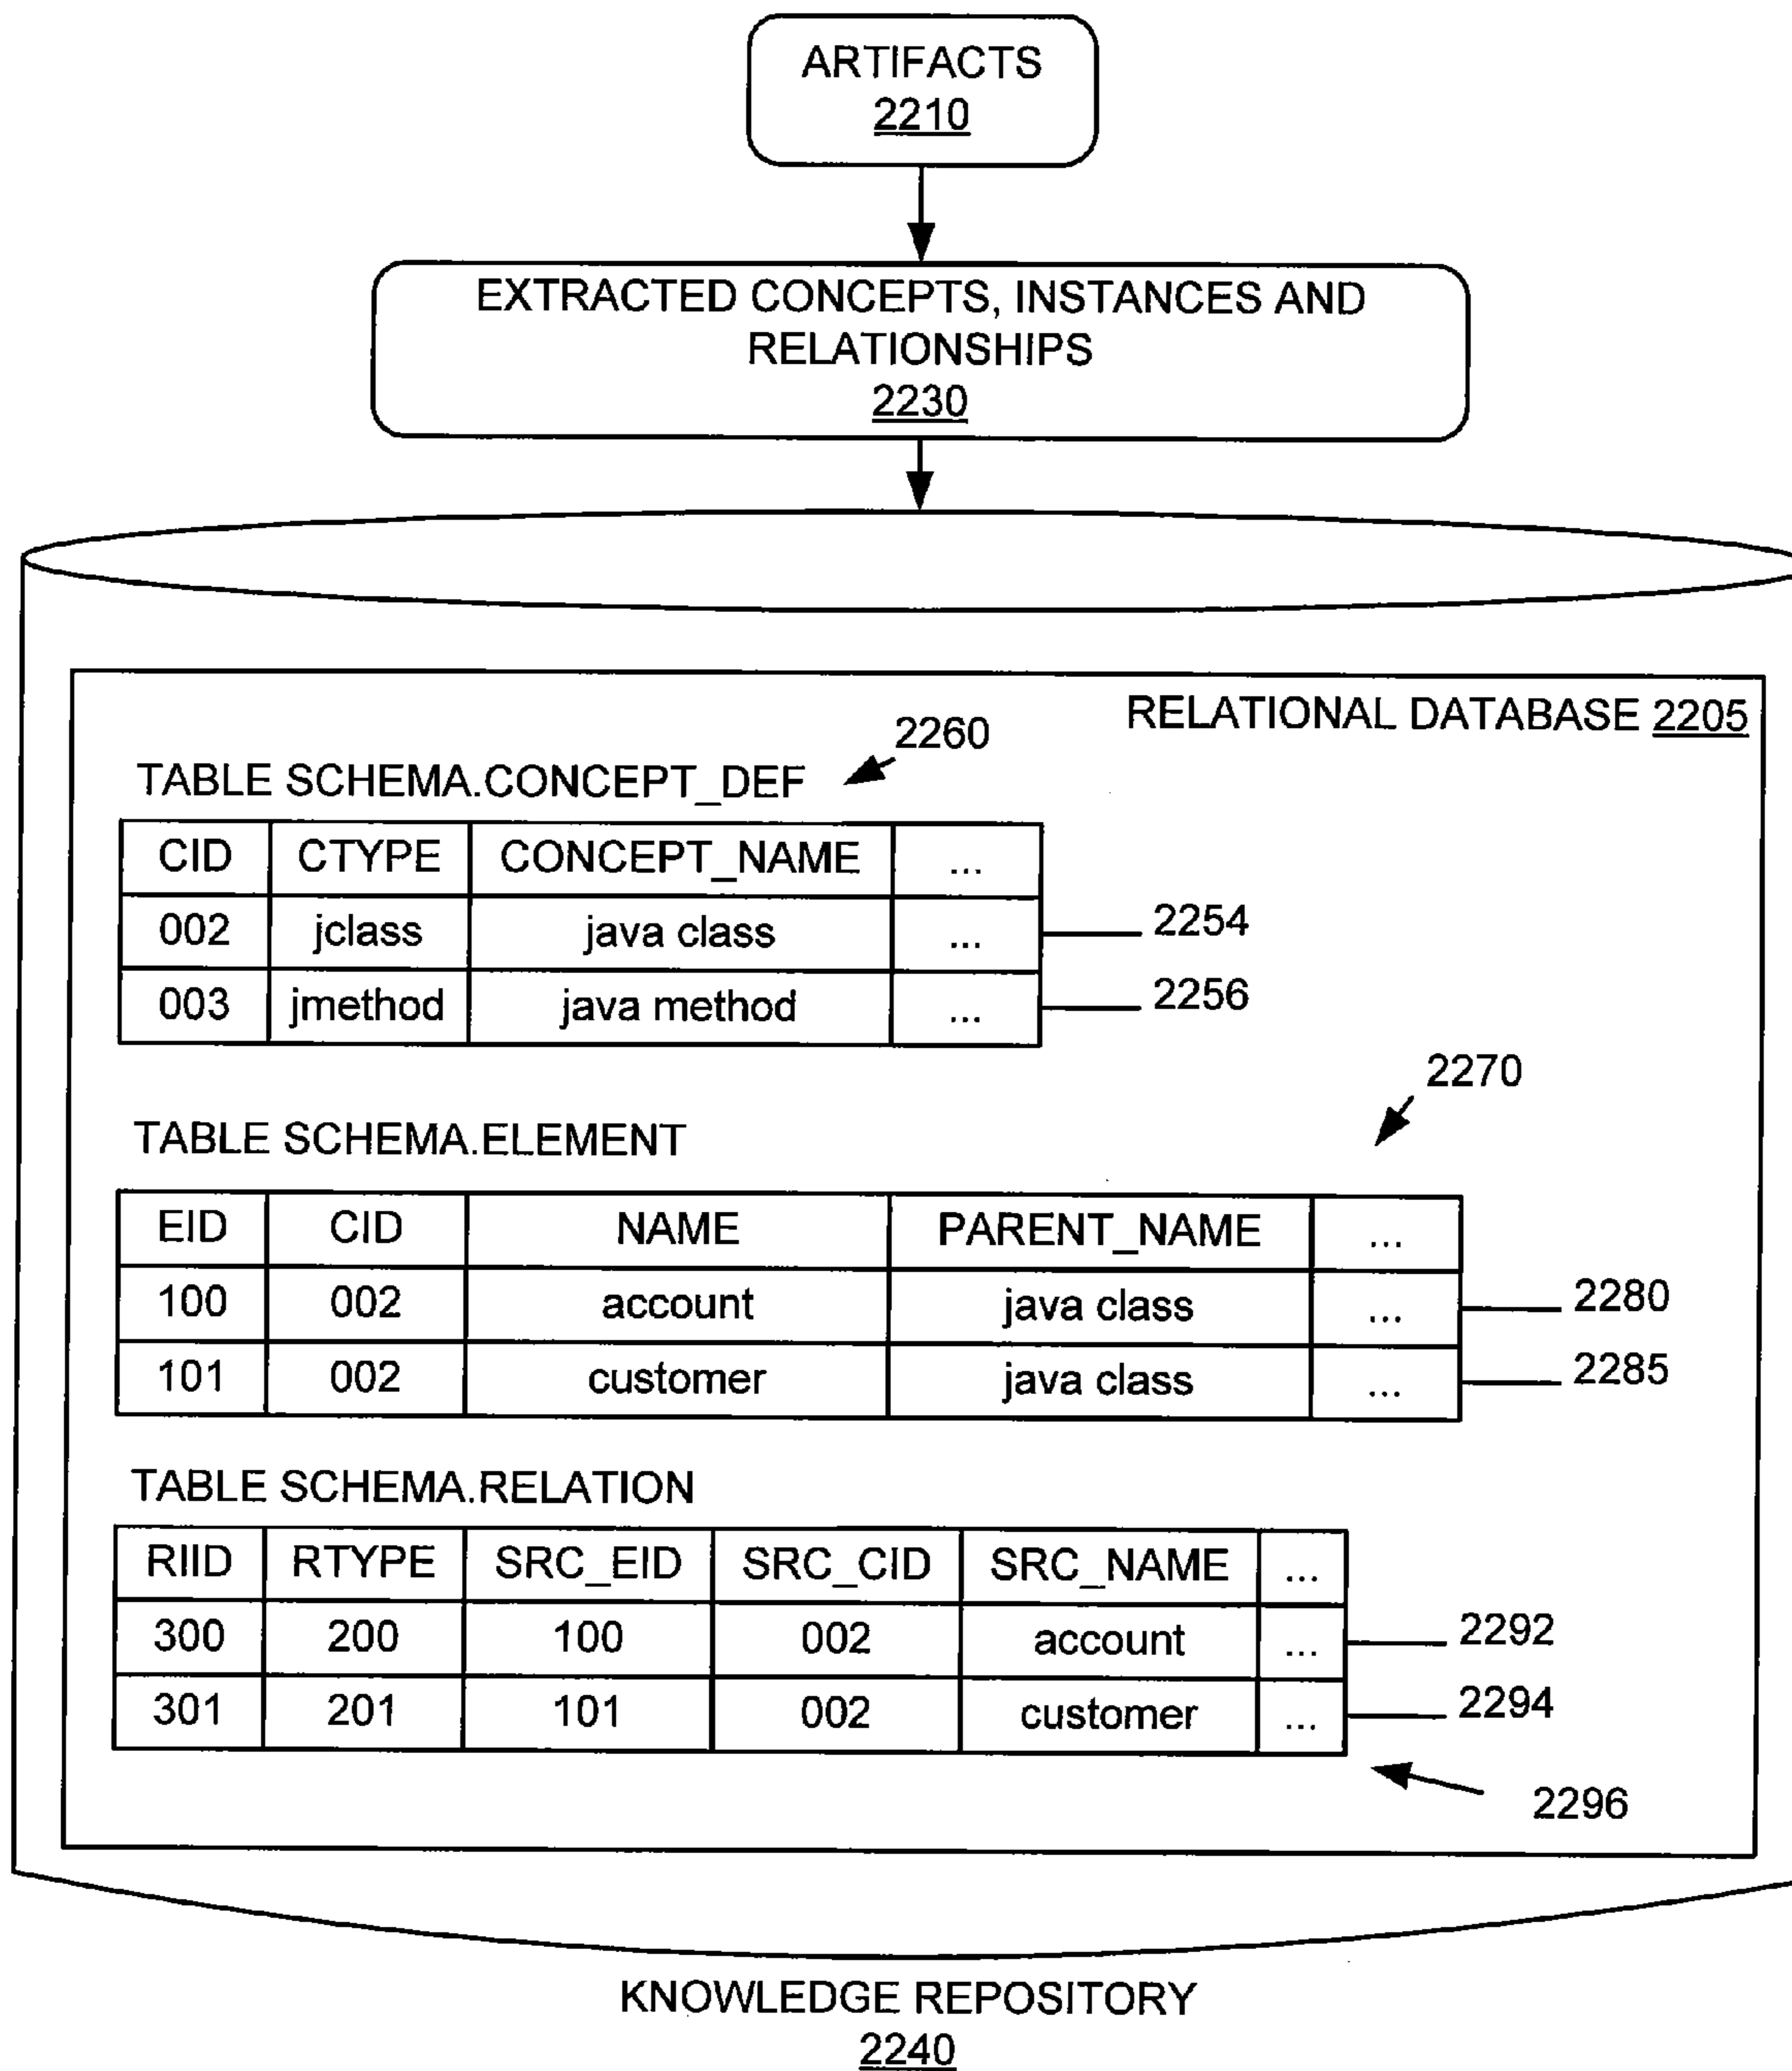 ARTIFACTS
2210
EXTRACTED CONCEPTS, INSTANCES AND
RELATIONSHIPS
2230
RELATIONAL DATABASE 2205
2260
TABLE SCHEMA.CONCEPT_DEF
CID CTYPE CONCEPT_NAME ...
002 jclass java class ... 2254
003 jmethod java method ... 2256
2270
TABLE SCHEMA.ELEMENT
EID CID NAME PARENT_NAME ...
100 002 account java class ... 2280
101 002 customer java class ... 2285
TABLE SCHEMA.RELATION
RIID RTYPE SRC_EID SRC_CID SRC_NAME ...
300 200 100 002 account ... 2292
301 201 101 002 customer ... 2294
2296
KNOWLEDGE REPOSITORY
2240